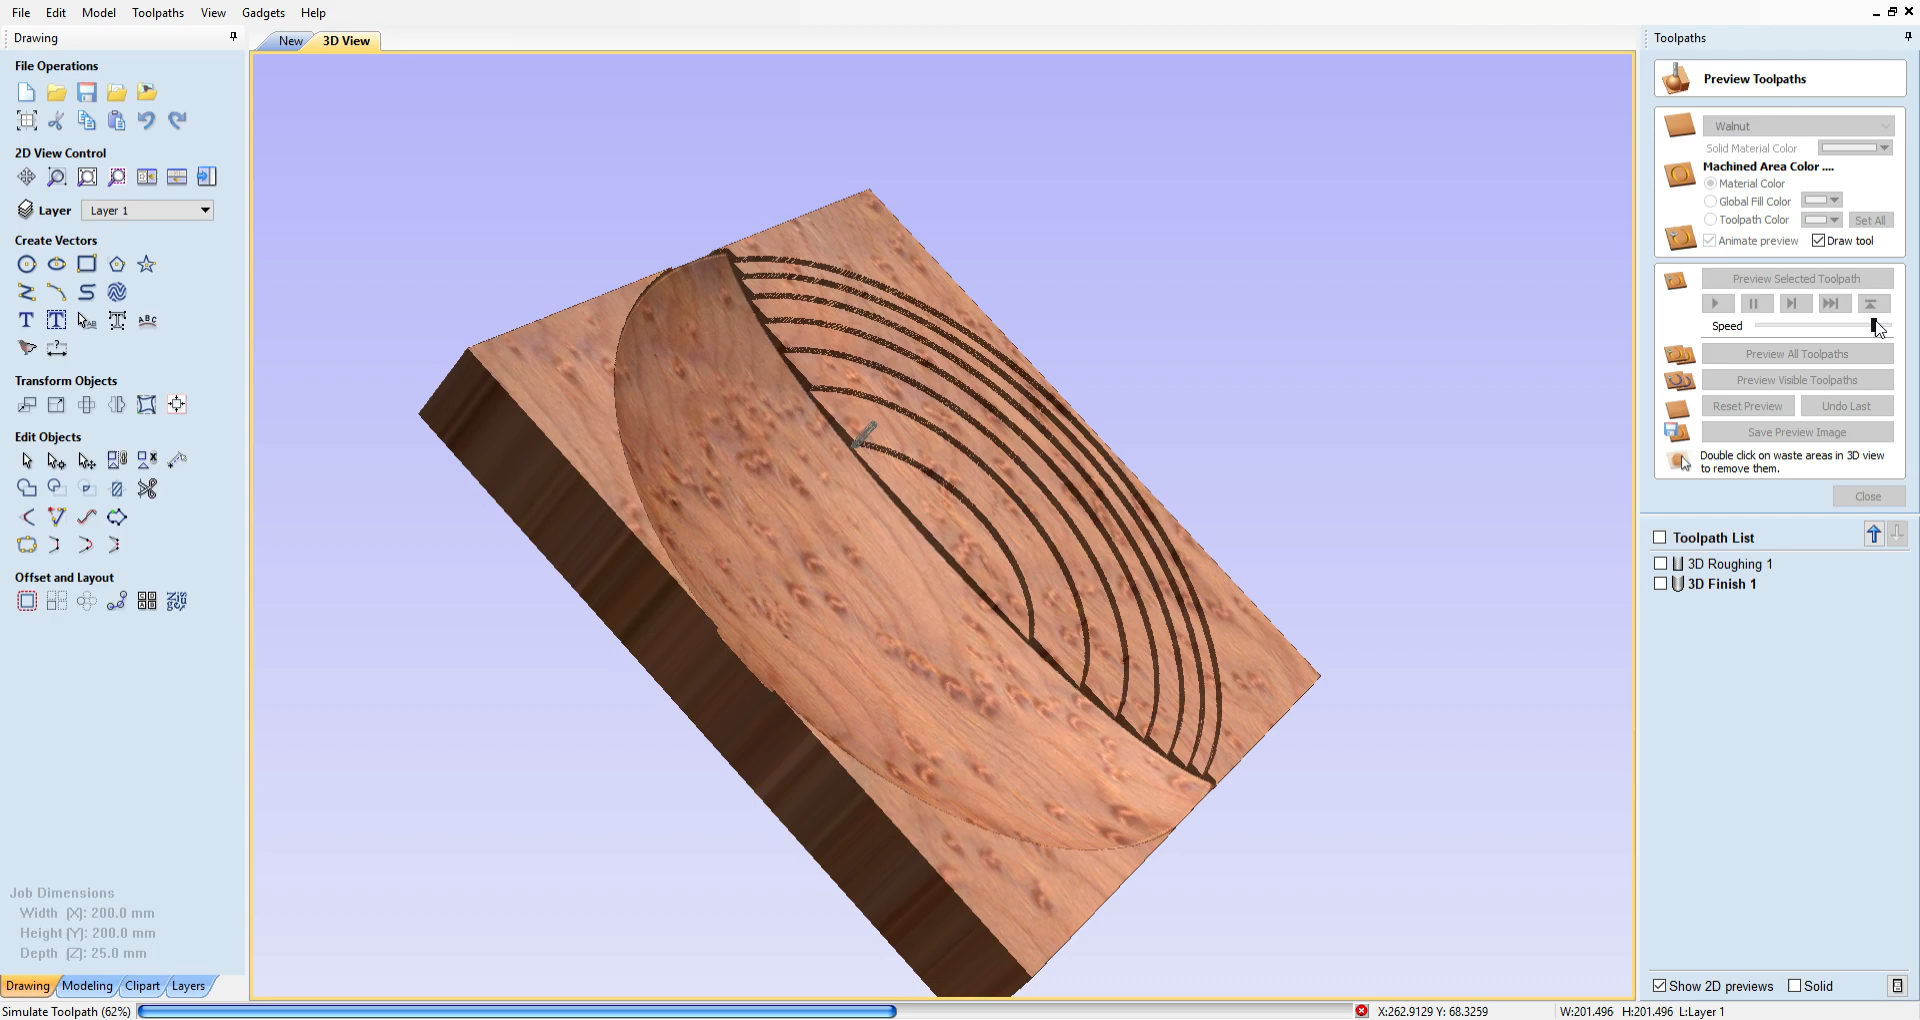 File Edit Model Toolpaths View Gadgets Help
Drawing
File Operations
2D View Control
Layer Layer 1
Create Vectors
Transform Objects
Edit Objects
Offset and Layout
Job Dimensions
Width (X): 200.0 mm
Height (Y): 200.0 mm
Depth (Z): 25.0 mm
Drawing Modeling Clipart Layers
New 3D View
Toolpaths
Preview Toolpaths
Walnut
Solid Material Color
Machined Area Color ....
Material Color
Global Fill Color
Toolpath Color Set All
Animate preview Draw tool
Preview Selected Toolpath
Speed
Preview All Toolpaths
Preview Visible Toolpaths
Reset Preview Undo Last
Save Preview Image
Double click on waste areas in 3D view
to remove them.
Close
Toolpath List
3D Roughing 1
3D Finish 1
Show 2D previews Solid
Simulate Toolpath (62%) X:262.9129 Y: 68.3259 W:201.496 H:201.496 L:Layer 1